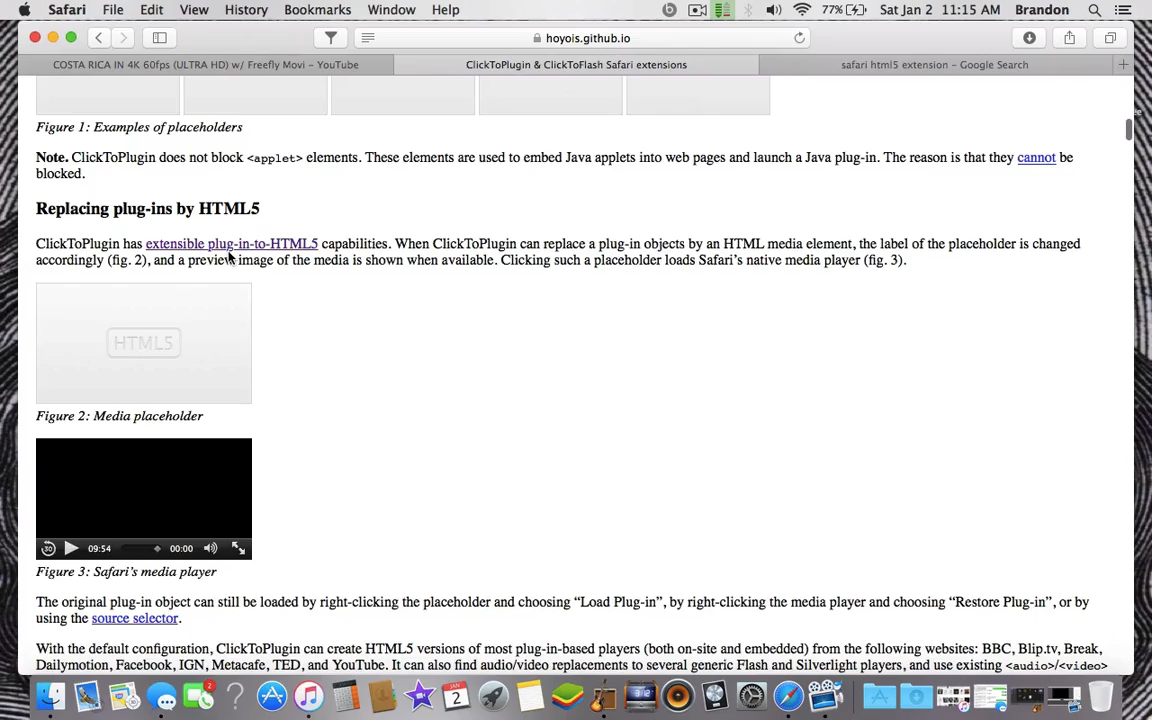 Safari File Edit View History Bookmarks Window Help 77% Sat Jan 2 11:15 AM Brandon
hoyois.github.io
COSTA RICA IN 4K 60fps (ULTRA HD) w/ Freefly Movi – YouTube ClickToPlugin & ClickToFlash Safari extensions safari html5 extension – Google Search
Figure 1: Examples of placeholders
Note. ClickToPlugin does not block <applet> elements. These elements are used to embed Java applets into web pages and launch a Java plug-in. The reason is that they cannot be
blocked.
Replacing plug-ins by HTML5
ClickToPlugin has extensible plug-in-to-HTML5 capabilities. When ClickToPlugin can replace a plug-in objects by an HTML media element, the label of the placeholder is changed
accordingly (fig. 2), and a preview image of the media is shown when available. Clicking such a placeholder loads Safari’s native media player (fig. 3).
HTML5
Figure 2: Media placeholder
30 09:54 00:00
Figure 3: Safari’s media player
The original plug-in object can still be loaded by right-clicking the placeholder and choosing “Load Plug-in”, by right-clicking the media player and choosing “Restore Plug-in”, or by
using the source selector.
With the default configuration, ClickToPlugin can create HTML5 versions of most plug-in-based players (both on-site and embedded) from the following websites: BBC, Blip.tv, Break,
Dailymotion, Facebook, IGN, Metacafe, TED, and YouTube. It can also find audio/video replacements to several generic Flash and Silverlight players, and use existing <audio>/<video>